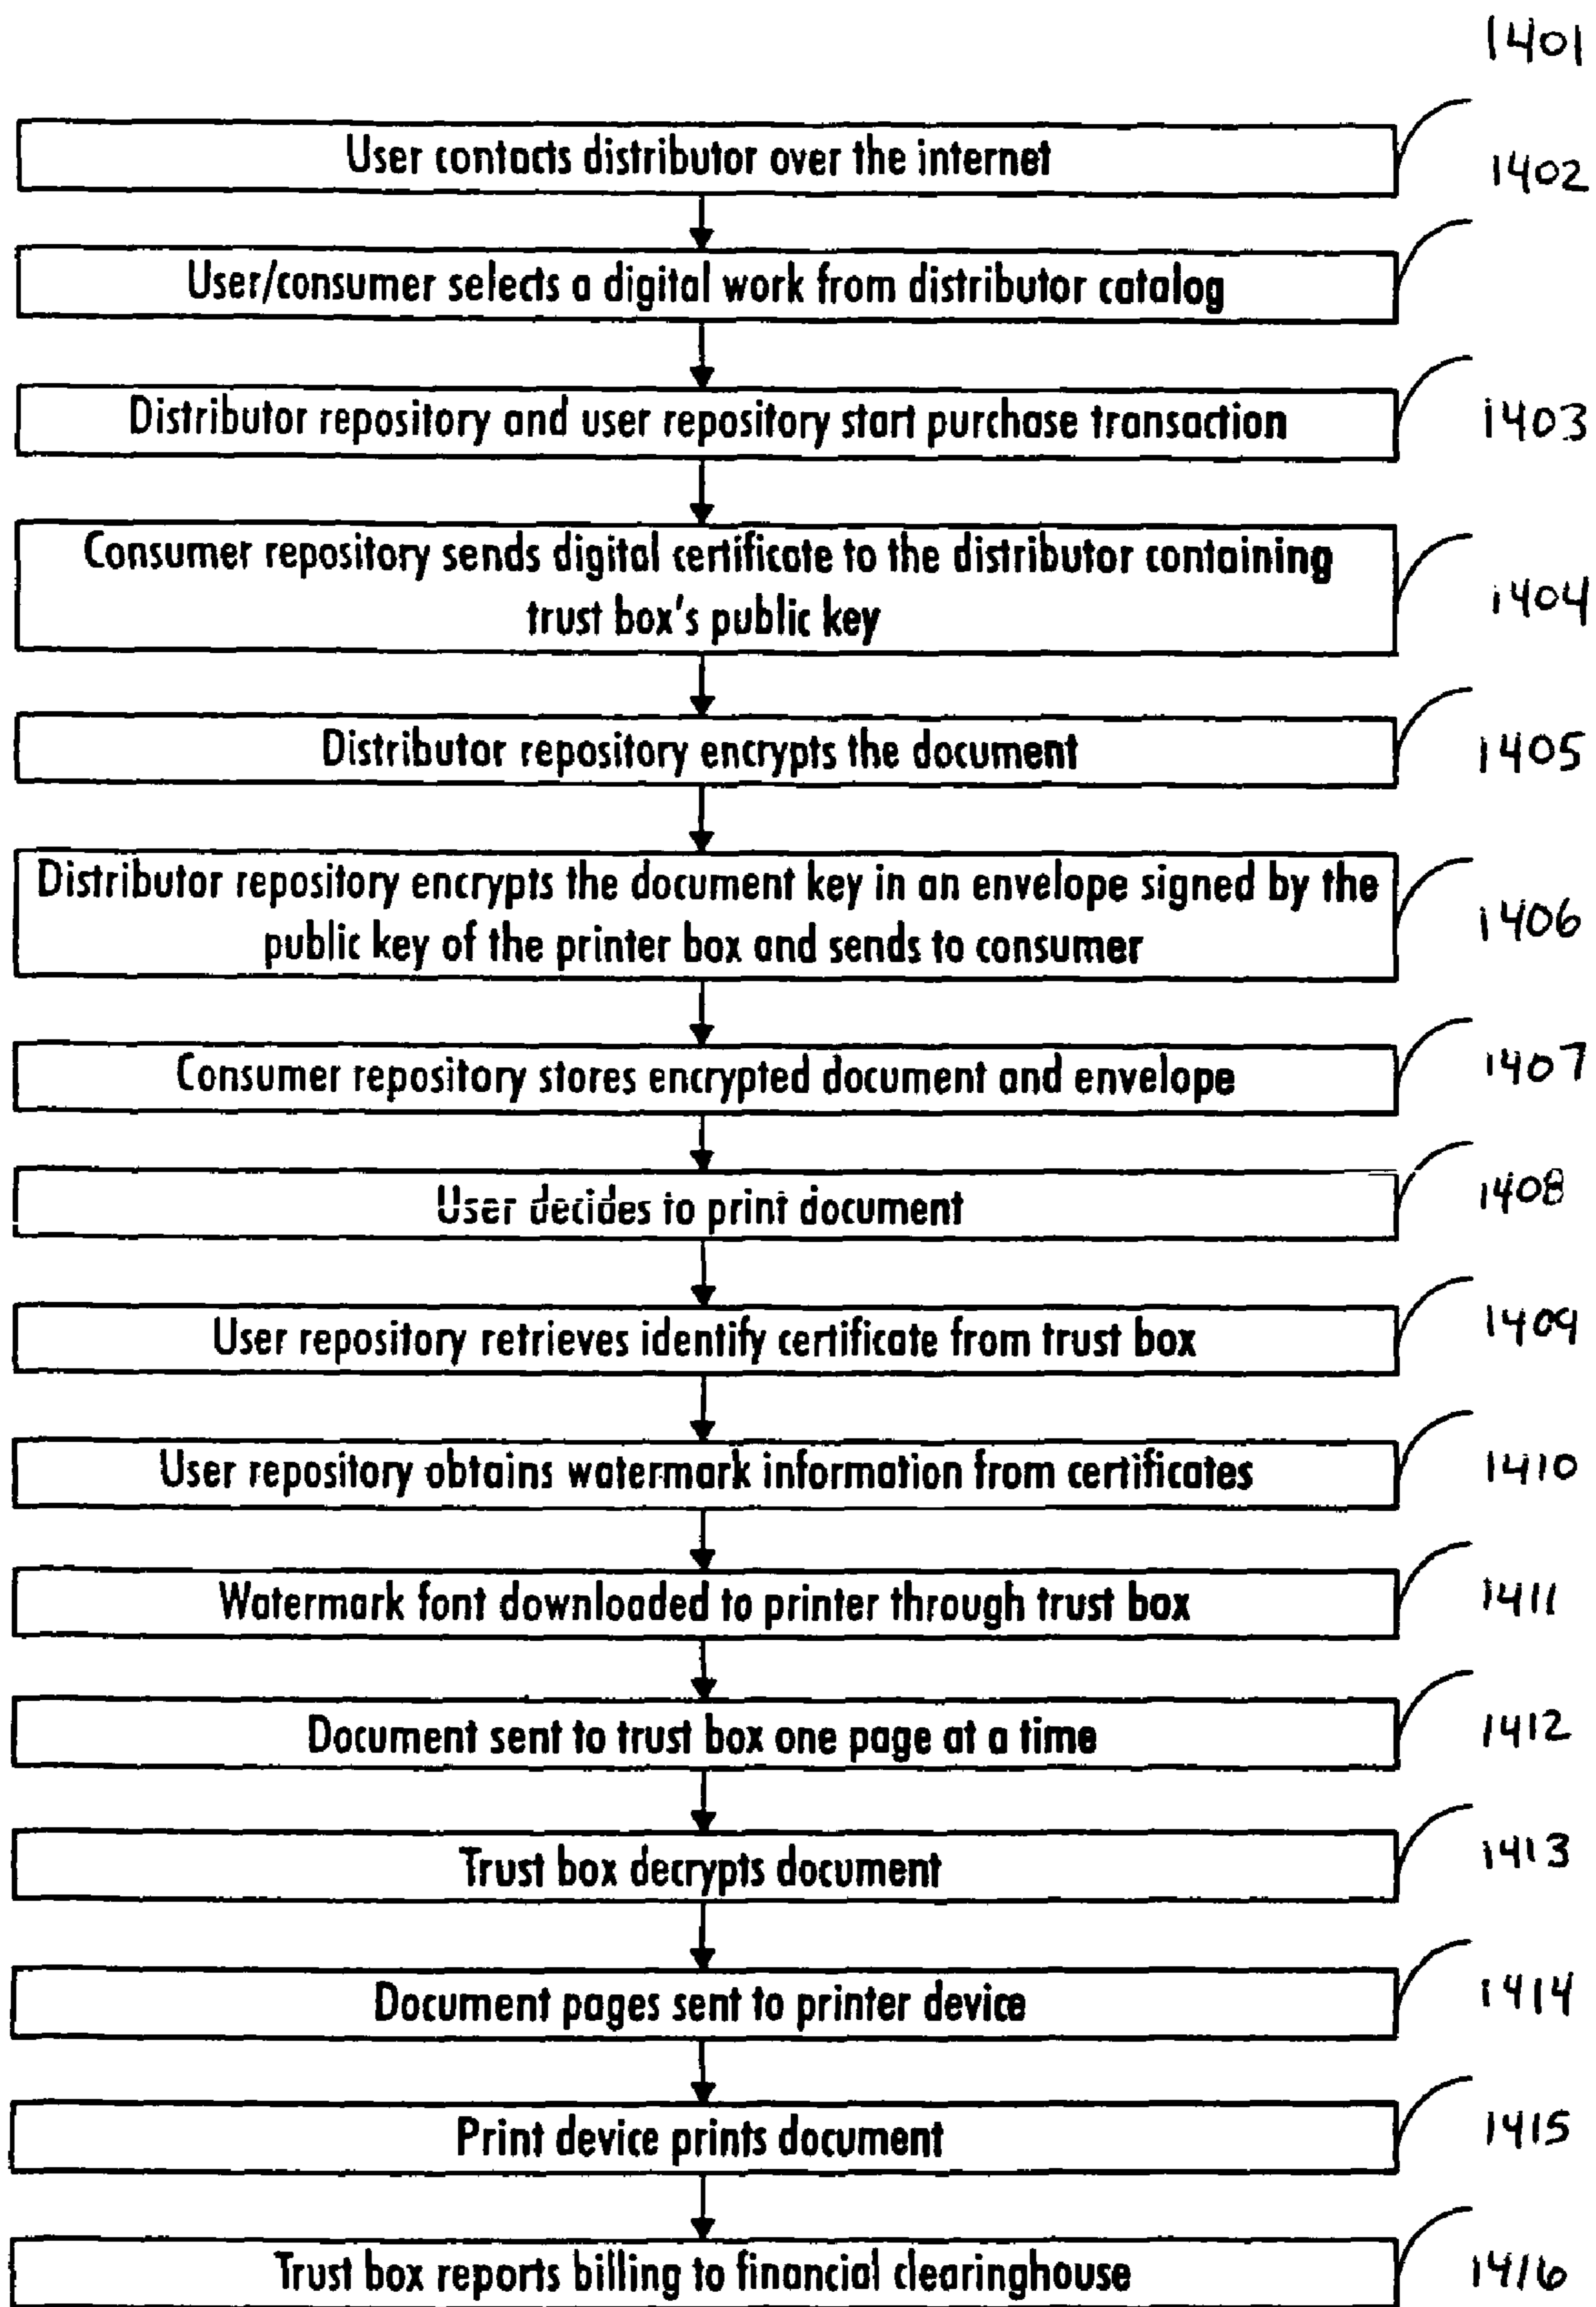 1401
User contacts distributor over the internet
1402
User/consumer selects a digital work from distributor catalog
Distributor repository and user repository start purchase transaction
1403
Consumer repository sends digital certificate to the distributor containing
trust box's public key
1404
Distributor repository encrypts the document
1405
Distributor repository encrypts the document key in an envelope signed by the
public key of the printer box and sends to consumer
1406
Consumer repository stores encrypted document and envelope
1407
User decides to print document
1408
User repository retrieves identify certificate from trust box
1409
User repository obtains watermark information from certificates
1410
Watermark font downloaded to printer through trust box
1411
Document sent to trust box one page at a time
1412
Trust box decrypts document
1413
Document pages sent to printer device
1414
Print device prints document
1415
Trust box reports billing to financial clearinghouse
1416